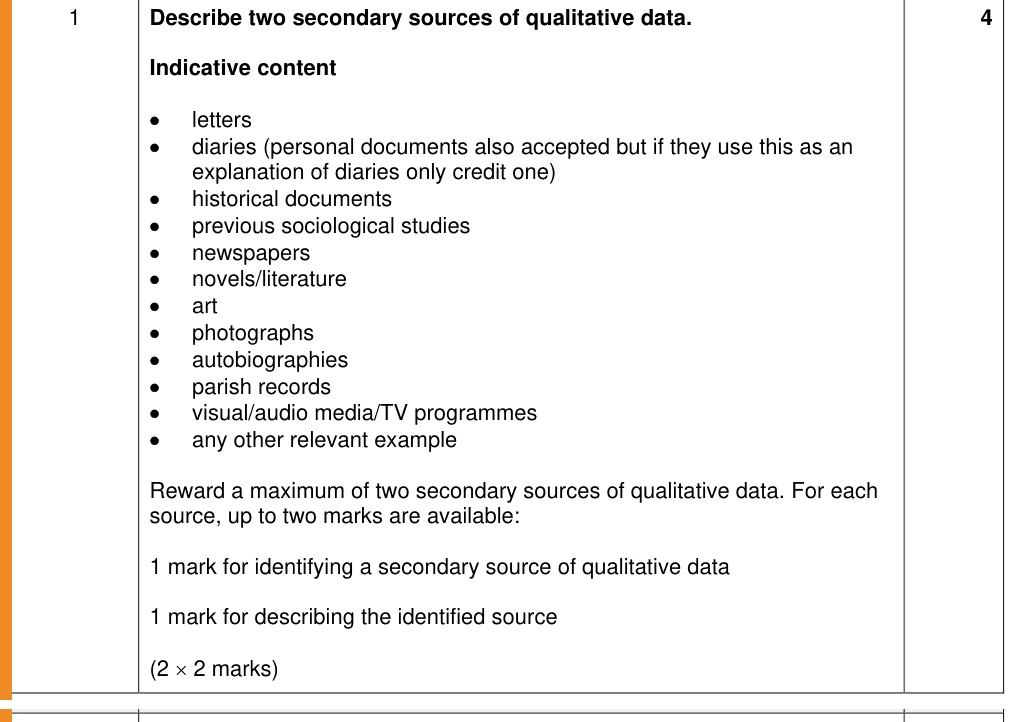 1 Describe two secondary sources of qualitative data. 4
Indicative content
• letters
• diaries (personal documents also accepted but if they use this as an
explanation of diaries only credit one)
• historical documents
• previous sociological studies
• newspapers
• novels/literature
• art
• photographs
• autobiographies
• parish records
• visual/audio media/TV programmes
• any other relevant example
Reward a maximum of two secondary sources of qualitative data. For each
source, up to two marks are available:
1 mark for identifying a secondary source of qualitative data
1 mark for describing the identified source
(2 × 2 marks)